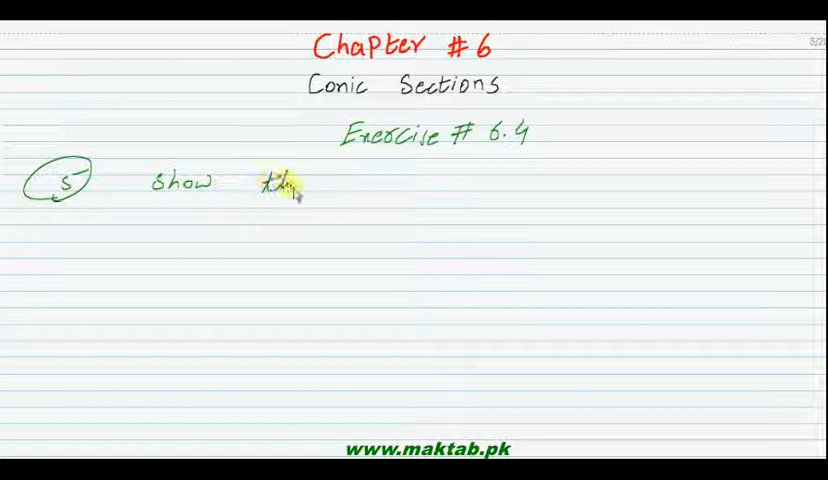 Chapter # 6
Conic Sections
Exercise # 6.4
5 show
www.maktab.pk